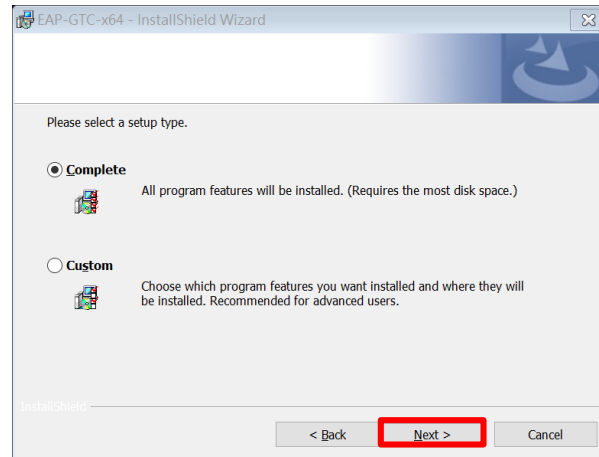 EAP-GTC-x64 - InstallShield Wizard
Please select a setup type.
Complete
All program features will be installed. (Requires the most disk space.)
Custom
Choose which program features you want installed and where they will
be installed. Recommended for advanced users.
InstallShield
< Back Next > Cancel